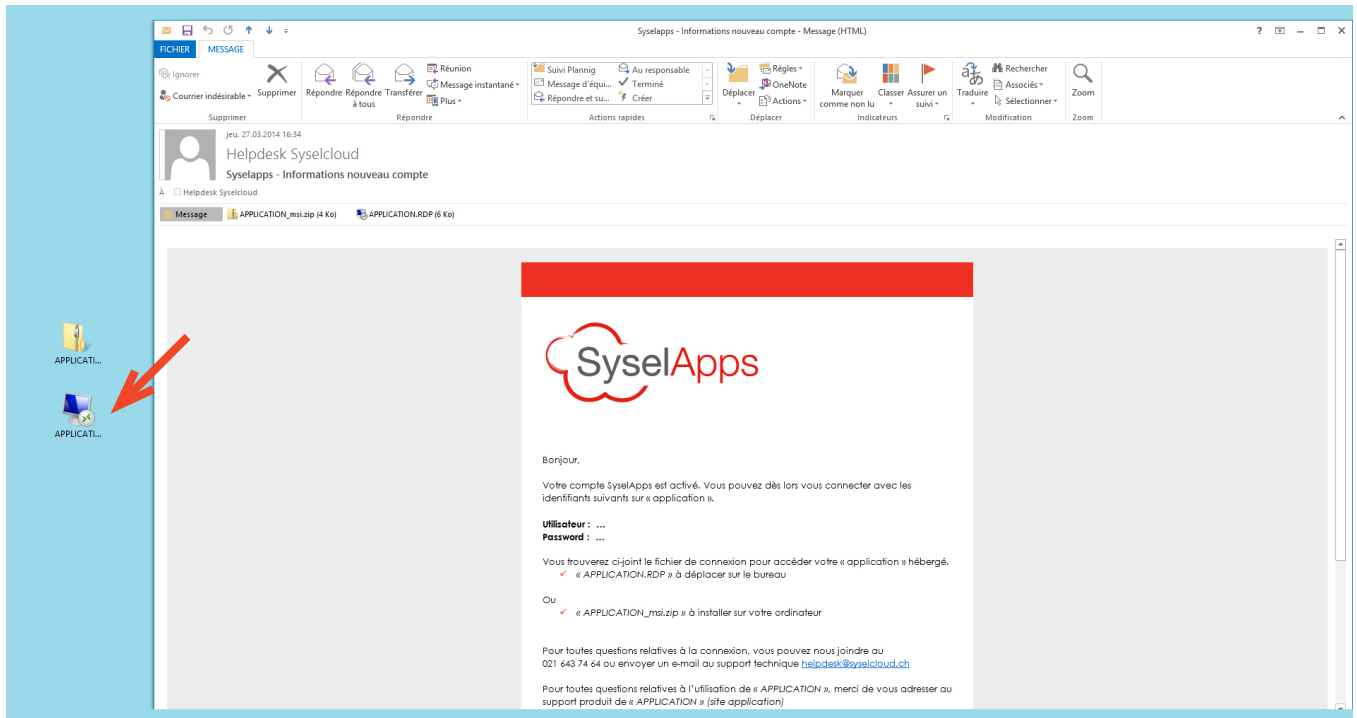 Syselapps - Informations nouveau compte - Message (HTML)
FICHIER MESSAGE
Ignorer
Courrier indésirable
Supprimer
Répondre
Répondre à tous
Transférer
Réunion
Message instantané
Plus
Suivi Plannig
Message d'équi...
Répondre et su...
Au responsable
Terminé
Créer
Déplacer
Règles
OneNote
Actions
Marquer comme non lu
Classer
Assurer un suivi
Traduire
Rechercher
Associés
Sélectionner
Zoom
Supprimer Répondre Actions rapides Déplacer Indicateurs Modification Zoom
jeu. 27.03.2014 16:34
Helpdesk Syselcloud
Syselapps - Informations nouveau compte
À Helpdesk Syselcloud
Message APPLICATION_msi.zip (4 Ko) APPLICATION.RDP (6 Ko)
APPLICATI...
APPLICATI...
SyselApps
Bonjour,
Votre compte SyselApps est activé. Vous pouvez dès lors vous connecter avec les
identifiants suivants sur « application ».
Utilisateur : ...
Password : ...
Vous trouverez ci-joint le fichier de connexion pour accéder votre « application » hébergé.
✓ « APPLICATION.RDP » à déplacer sur le bureau
Ou
✓ « APPLICATION_msi.zip » à installer sur votre ordinateur
Pour toutes questions relatives à la connexion, vous pouvez nous joindre au
021 643 74 64 ou envoyer un e-mail au support technique helpdesk@syselcloud.ch
Pour toutes questions relatives à l'utilisation de « APPLICATION », merci de vous adresser au
support produit de « APPLICATION » (site application)